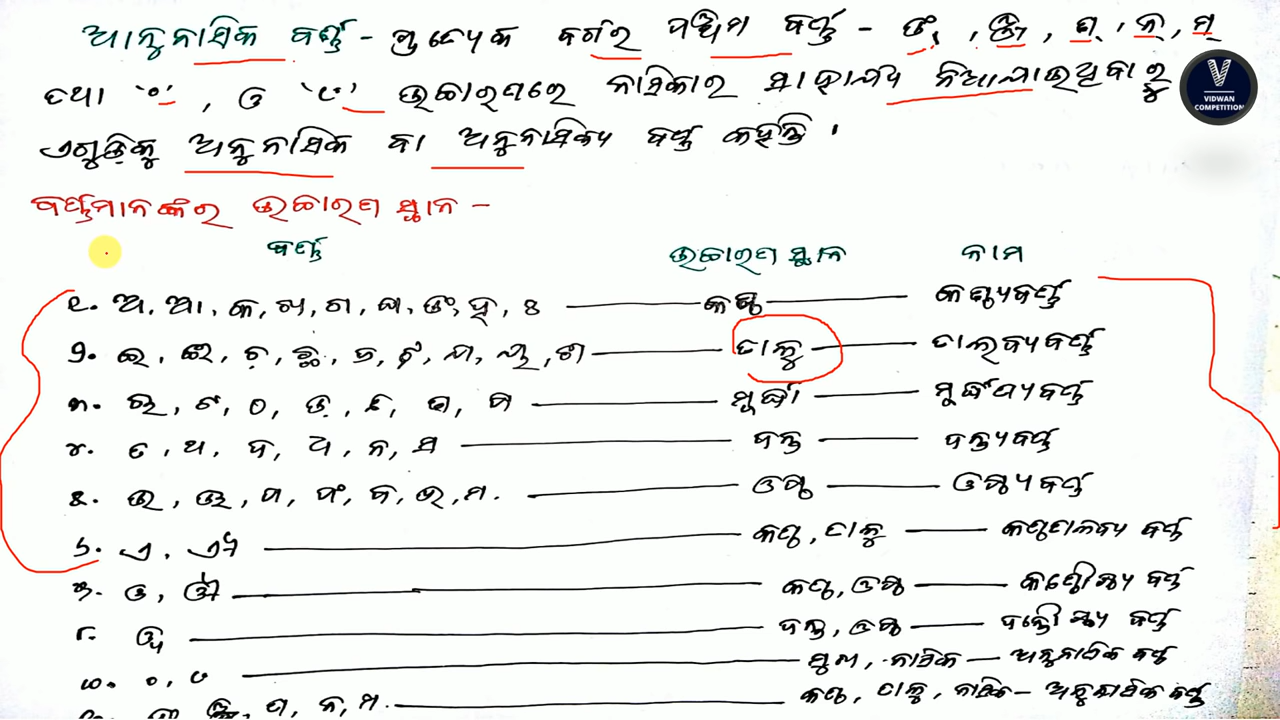 ଆନୁନାସିକ ବର୍ଣ୍ଣ - ପ୍ରତ୍ୟେକ ବର୍ଗର ପଞ୍ଚମ ବର୍ଣ୍ଣ - ଙ୍, ଞ୍, ଣ୍, ନ୍, ମ୍
ତଥା 'ଂ', ଓ 'ଁ' ଉଚ୍ଚାରଣରେ ନାସିକାର ସାହାଯ୍ୟ ନିଆଯାଉଥିବାରୁ
VIDWAN
COMPETITION
ଏଗୁଡ଼ିକୁ ଅନୁନାସିକ ବା ଅନୁନାସିକ୍ୟ ବର୍ଣ୍ଣ କହନ୍ତି ।
ବର୍ଣ୍ଣମାନଙ୍କର ଉଚ୍ଚାରଣ ସ୍ଥାନ -
ବର୍ଣ୍ଣ ଉଚ୍ଚାରଣ ସ୍ଥାନ ନାମ
୧. ଅ, ଆ, କ, ଖ, ଗ, ଘ, ଙ, ହ, ଃ — କଣ୍ଠ — କଣ୍ଠ୍ୟବର୍ଣ୍ଣ
୨. ଇ, ଈ, ଚ, ଛ, ଜ, ଝ, ଯ, ୟ, ଶ — ତାଳୁ — ତାଲବ୍ୟବର୍ଣ୍ଣ
୩. ଋ, ଟ, ଠ, ଡ, ଢ, ର, ଷ — ମୂର୍ଦ୍ଧା — ମୂର୍ଦ୍ଧନ୍ୟବର୍ଣ୍ଣ
୪. ତ, ଥ, ଦ, ଧ, ନ, ସ — ଦନ୍ତ — ଦନ୍ତ୍ୟବର୍ଣ୍ଣ
୫. ଉ, ଊ, ପ, ଫ, ବ, ଭ, ମ. — ଓଷ୍ଠ — ଓଷ୍ଠ୍ୟବର୍ଣ୍ଣ
୬. ଏ, ଐ — କଣ୍ଠ, ତାଳୁ — କଣ୍ଠତାଳବ୍ୟ ବର୍ଣ୍ଣ
୭. ଓ, ଔ — କଣ୍ଠ, ଓଷ୍ଠ — କଣ୍ଠୌଷ୍ଠ୍ୟ ବର୍ଣ୍ଣ
୮. ୱ — ଦନ୍ତ, ଓଷ୍ଠ — ଦନ୍ତୌଷ୍ଠ୍ୟ ବର୍ଣ୍ଣ
୯. ଂ, ଁ — ନାସିକା — ଅନୁନାସିକ ବର୍ଣ୍ଣ
ଞ, ଣ, ନ, ମ. — କଣ୍ଠ, ତାଳୁ, ନାସିକା - ଅନୁନାସିକ ବର୍ଣ୍ଣ